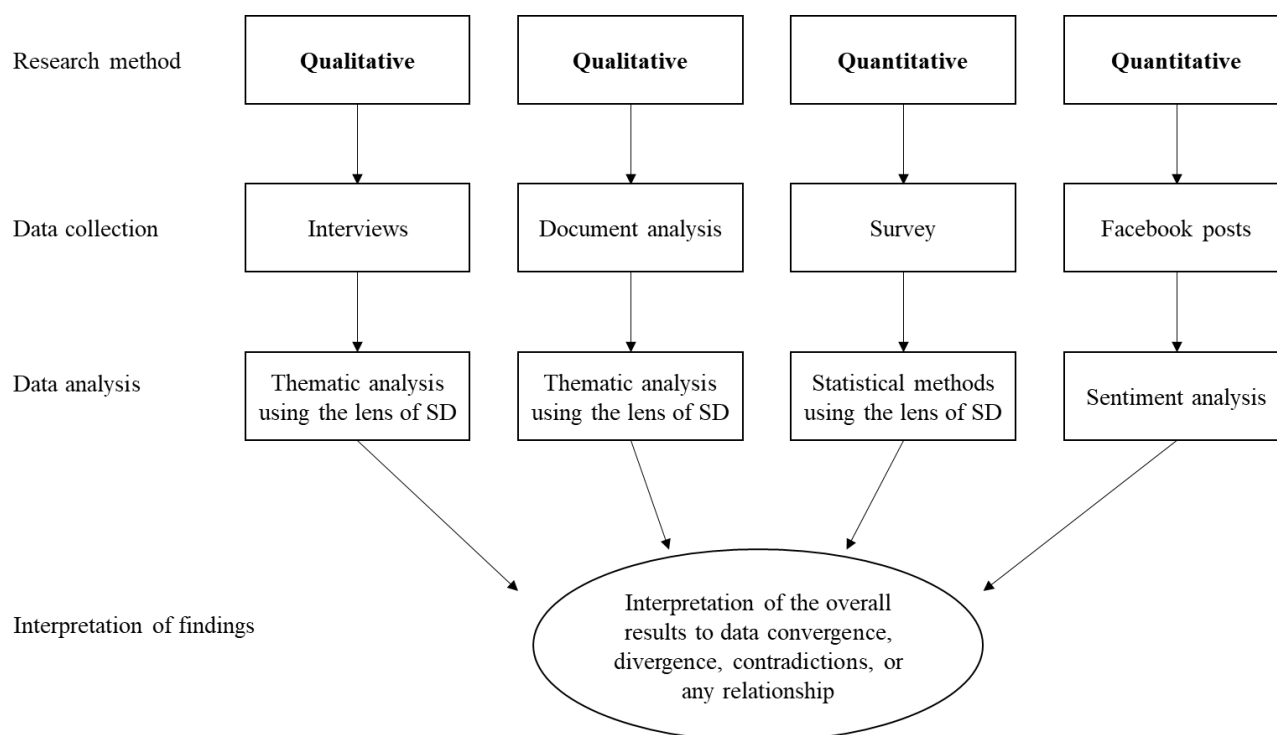 Research method
Qualitative
Qualitative
Quantitative
Quantitative
Data collection
Interviews
Document analysis
Survey
Facebook posts
Data analysis
Thematic analysis
using the lens of SD
Thematic analysis
using the lens of SD
Statistical methods
using the lens of SD
Sentiment analysis
Interpretation of findings
Interpretation of the overall
results to data convergence,
divergence, contradictions, or
any relationship